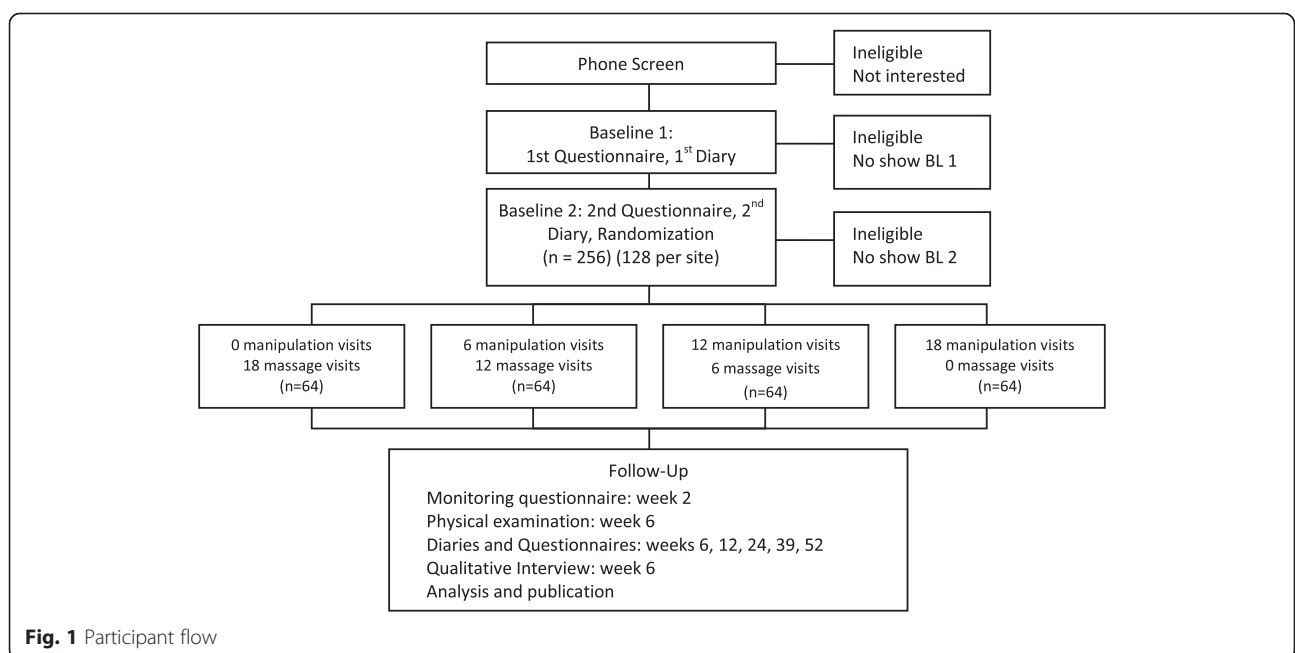 Phone Screen
Ineligible
Not interested
Baseline 1:
1st Questionnaire, 1st Diary
Ineligible
No show BL 1
Baseline 2: 2nd Questionnaire, 2nd
Diary, Randomization
(n = 256) (128 per site)
Ineligible
No show BL 2
0 manipulation visits
18 massage visits
(n=64)
6 manipulation visits
12 massage visits
(n=64)
12 manipulation visits
6 massage visits
(n=64)
18 manipulation visits
0 massage visits
(n=64)
Follow-Up
Monitoring questionnaire: week 2
Physical examination: week 6
Diaries and Questionnaires: weeks 6, 12, 24, 39, 52
Qualitative Interview: week 6
Analysis and publication
Fig. 1 Participant flow